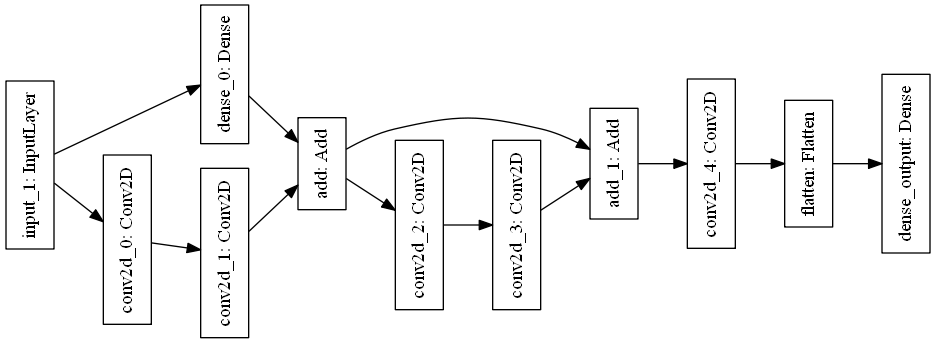 input_1: InputLayer
dense_0: Dense
conv2d_0: Conv2D
conv2d_1: Conv2D
add: Add
conv2d_2: Conv2D
conv2d_3: Conv2D
add_1: Add
conv2d_4: Conv2D
flatten: Flatten
dense_output: Dense